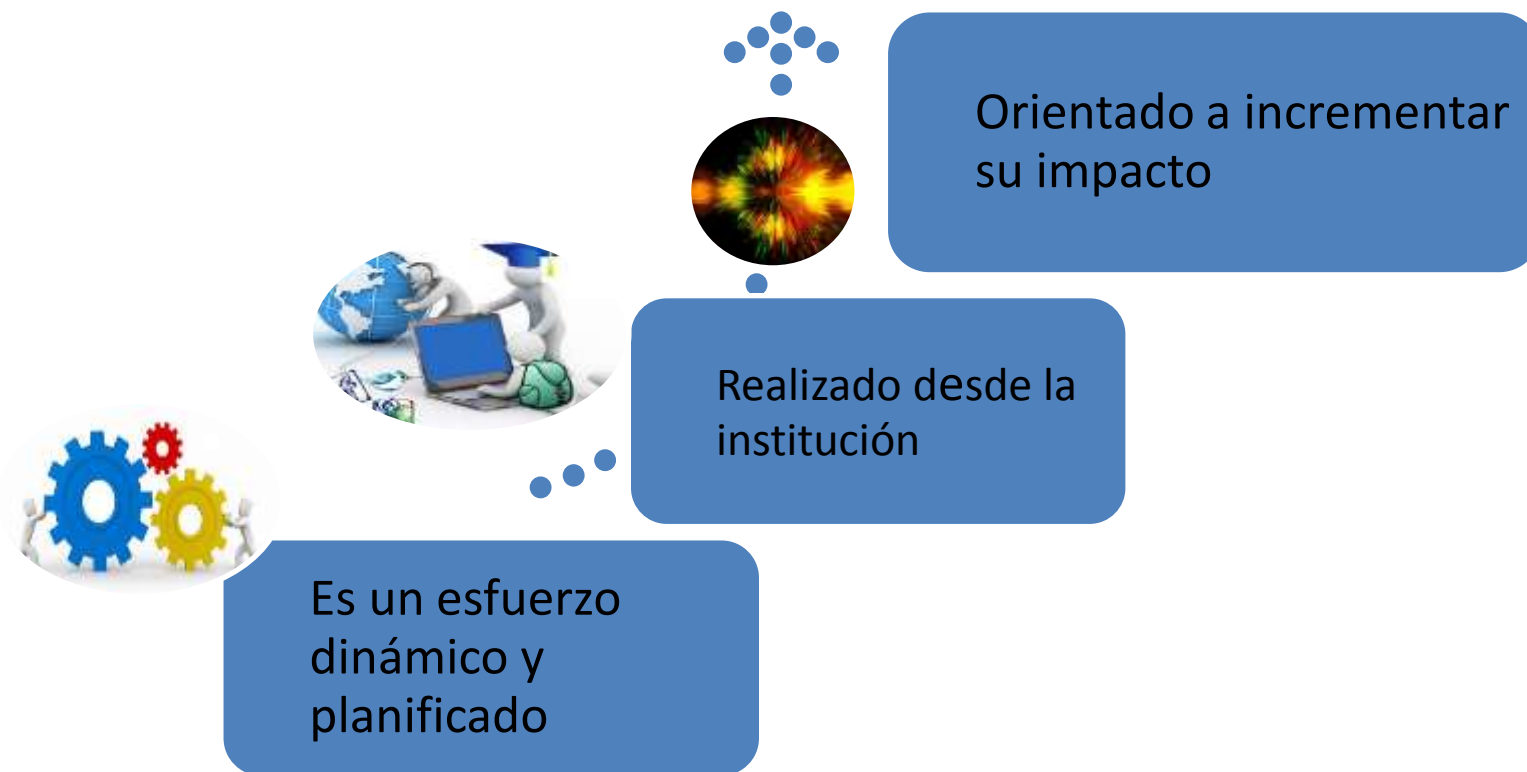 Orientado a incrementar
su impacto
Realizado desde la
institución
Es un esfuerzo
dinámico y
planificado